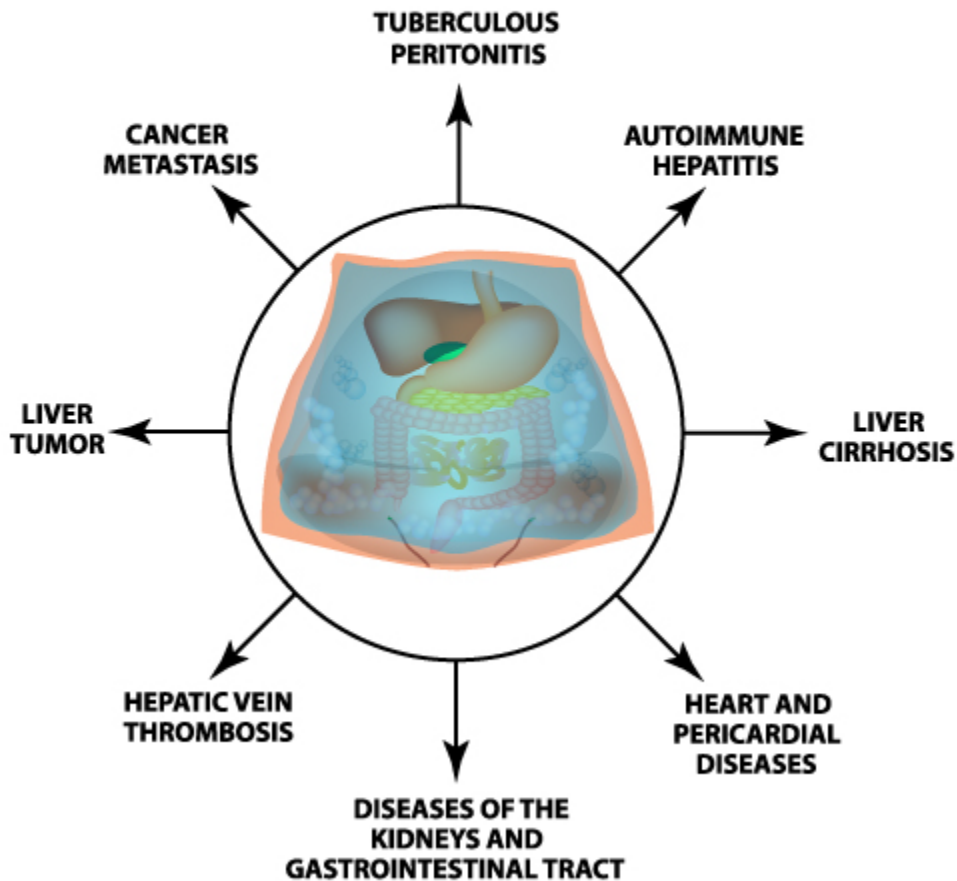 TUBERCULOUS
PERITONITIS
CANCER
METASTASIS
AUTOIMMUNE
HEPATITIS
LIVER
TUMOR
LIVER
CIRRHOSIS
HEPATIC VEIN
THROMBOSIS
HEART AND
PERICARDIAL
DISEASES
DISEASES OF THE
KIDNEYS AND
GASTROINTESTINAL TRACT